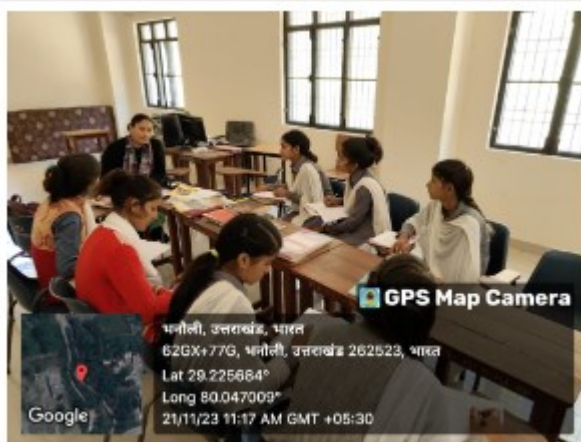 GPS Map Camera
भनौली, उत्तराखंड, भारत
62GX+77G, भनौली, उत्तराखंड 262523, भारत
Lat 29.225684°
Long 80.047009°
21/11/23 11:17 AM GMT +05:30
Google